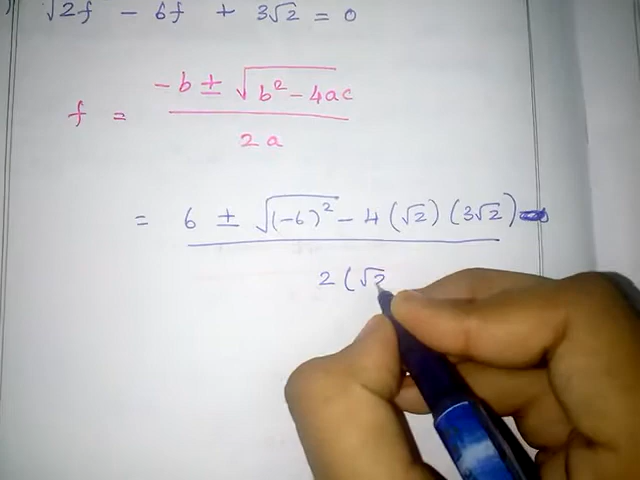 √2f - 6f + 3√2 = 0
f = -b ± √b² - 4ac
2a
= 6 ± √(-6)² - 4 (√2) (3√2)
2 (√2